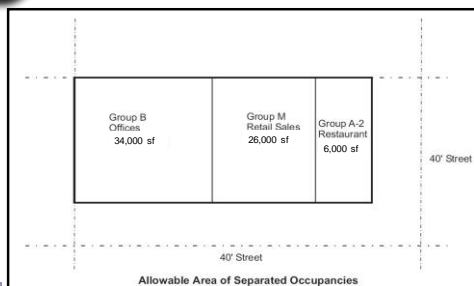 Group B
Offices
34,000 sf
Group M
Retail Sales
26,000 sf
Group A-2
Restaurant
6,000 sf
40' Street
40' Street
Allowable Area of Separated Occupancies